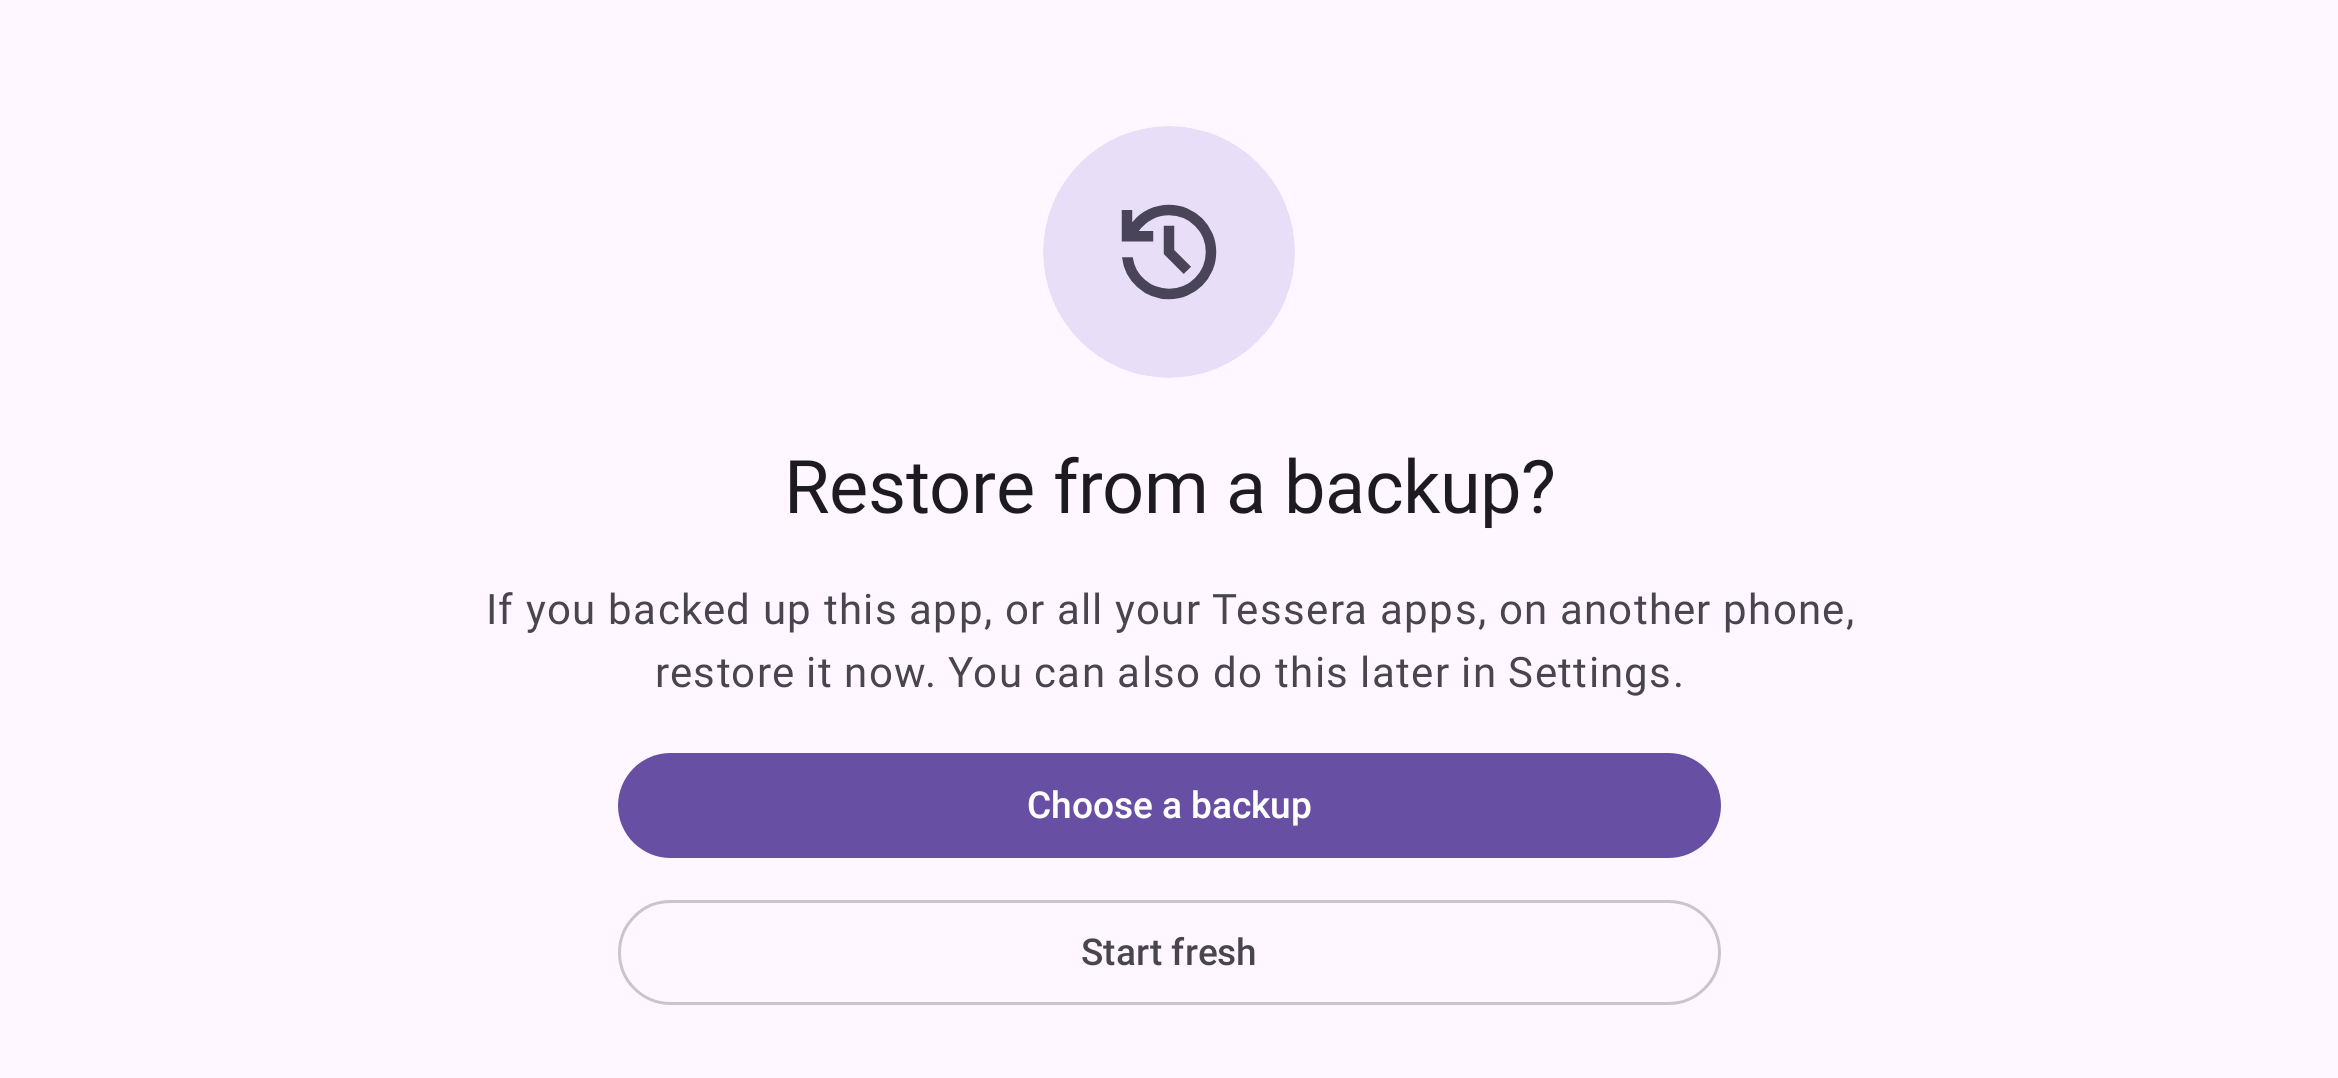 Restore from a backup?
If you backed up this app, or all your Tessera apps, on another phone,
restore it now. You can also do this later in Settings.
Choose a backup
Start fresh